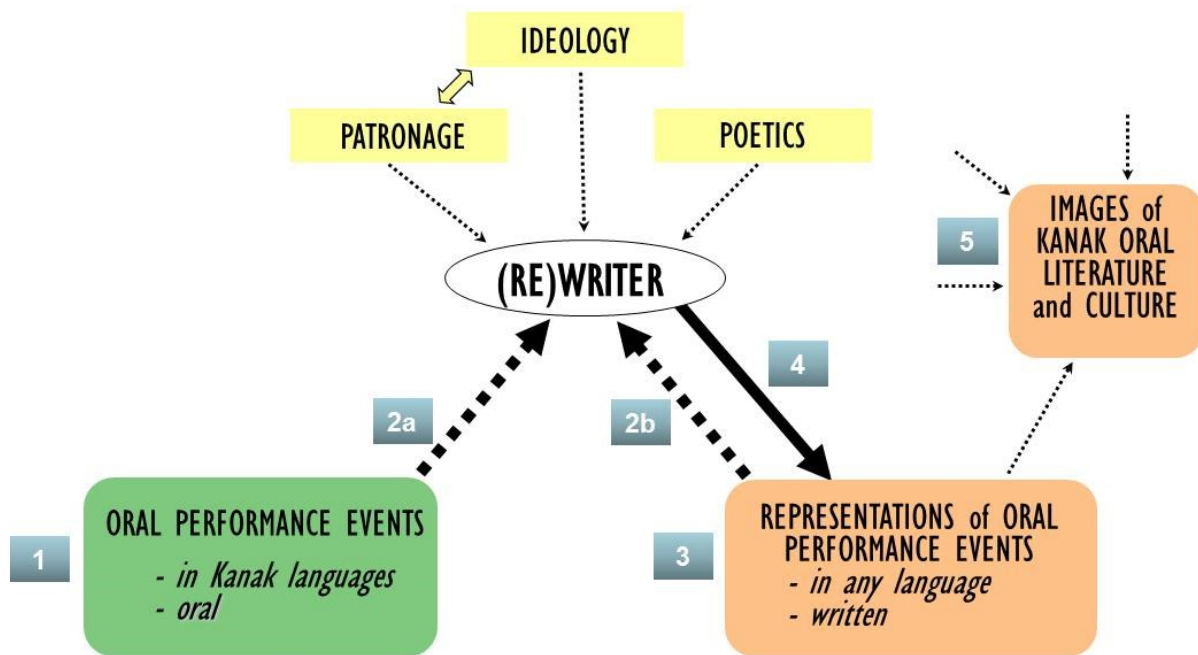 IDEOLOGY
PATRONAGE
POETICS
(RE)WRITER
5
IMAGES of
KANAK ORAL
LITERATURE
and CULTURE
4
2a
2b
1
ORAL PERFORMANCE EVENTS
- in Kanak languages
- oral
3
REPRESENTATIONS of ORAL
PERFORMANCE EVENTS
- in any language
- written